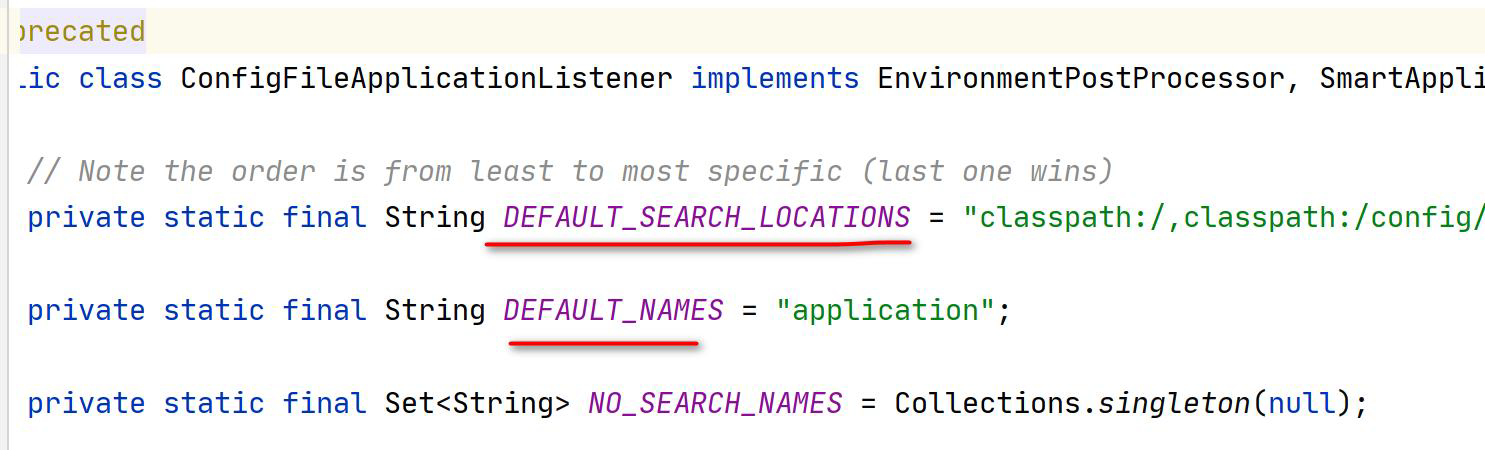 precated
ic class ConfigFileApplicationListener implements EnvironmentPostProcessor, SmartAppli
// Note the order is from least to most specific (last one wins)
private static final String DEFAULT_SEARCH_LOCATIONS = "classpath:/,classpath:/config/
private static final String DEFAULT_NAMES = "application";
private static final Set<String> NO_SEARCH_NAMES = Collections.singleton(null);